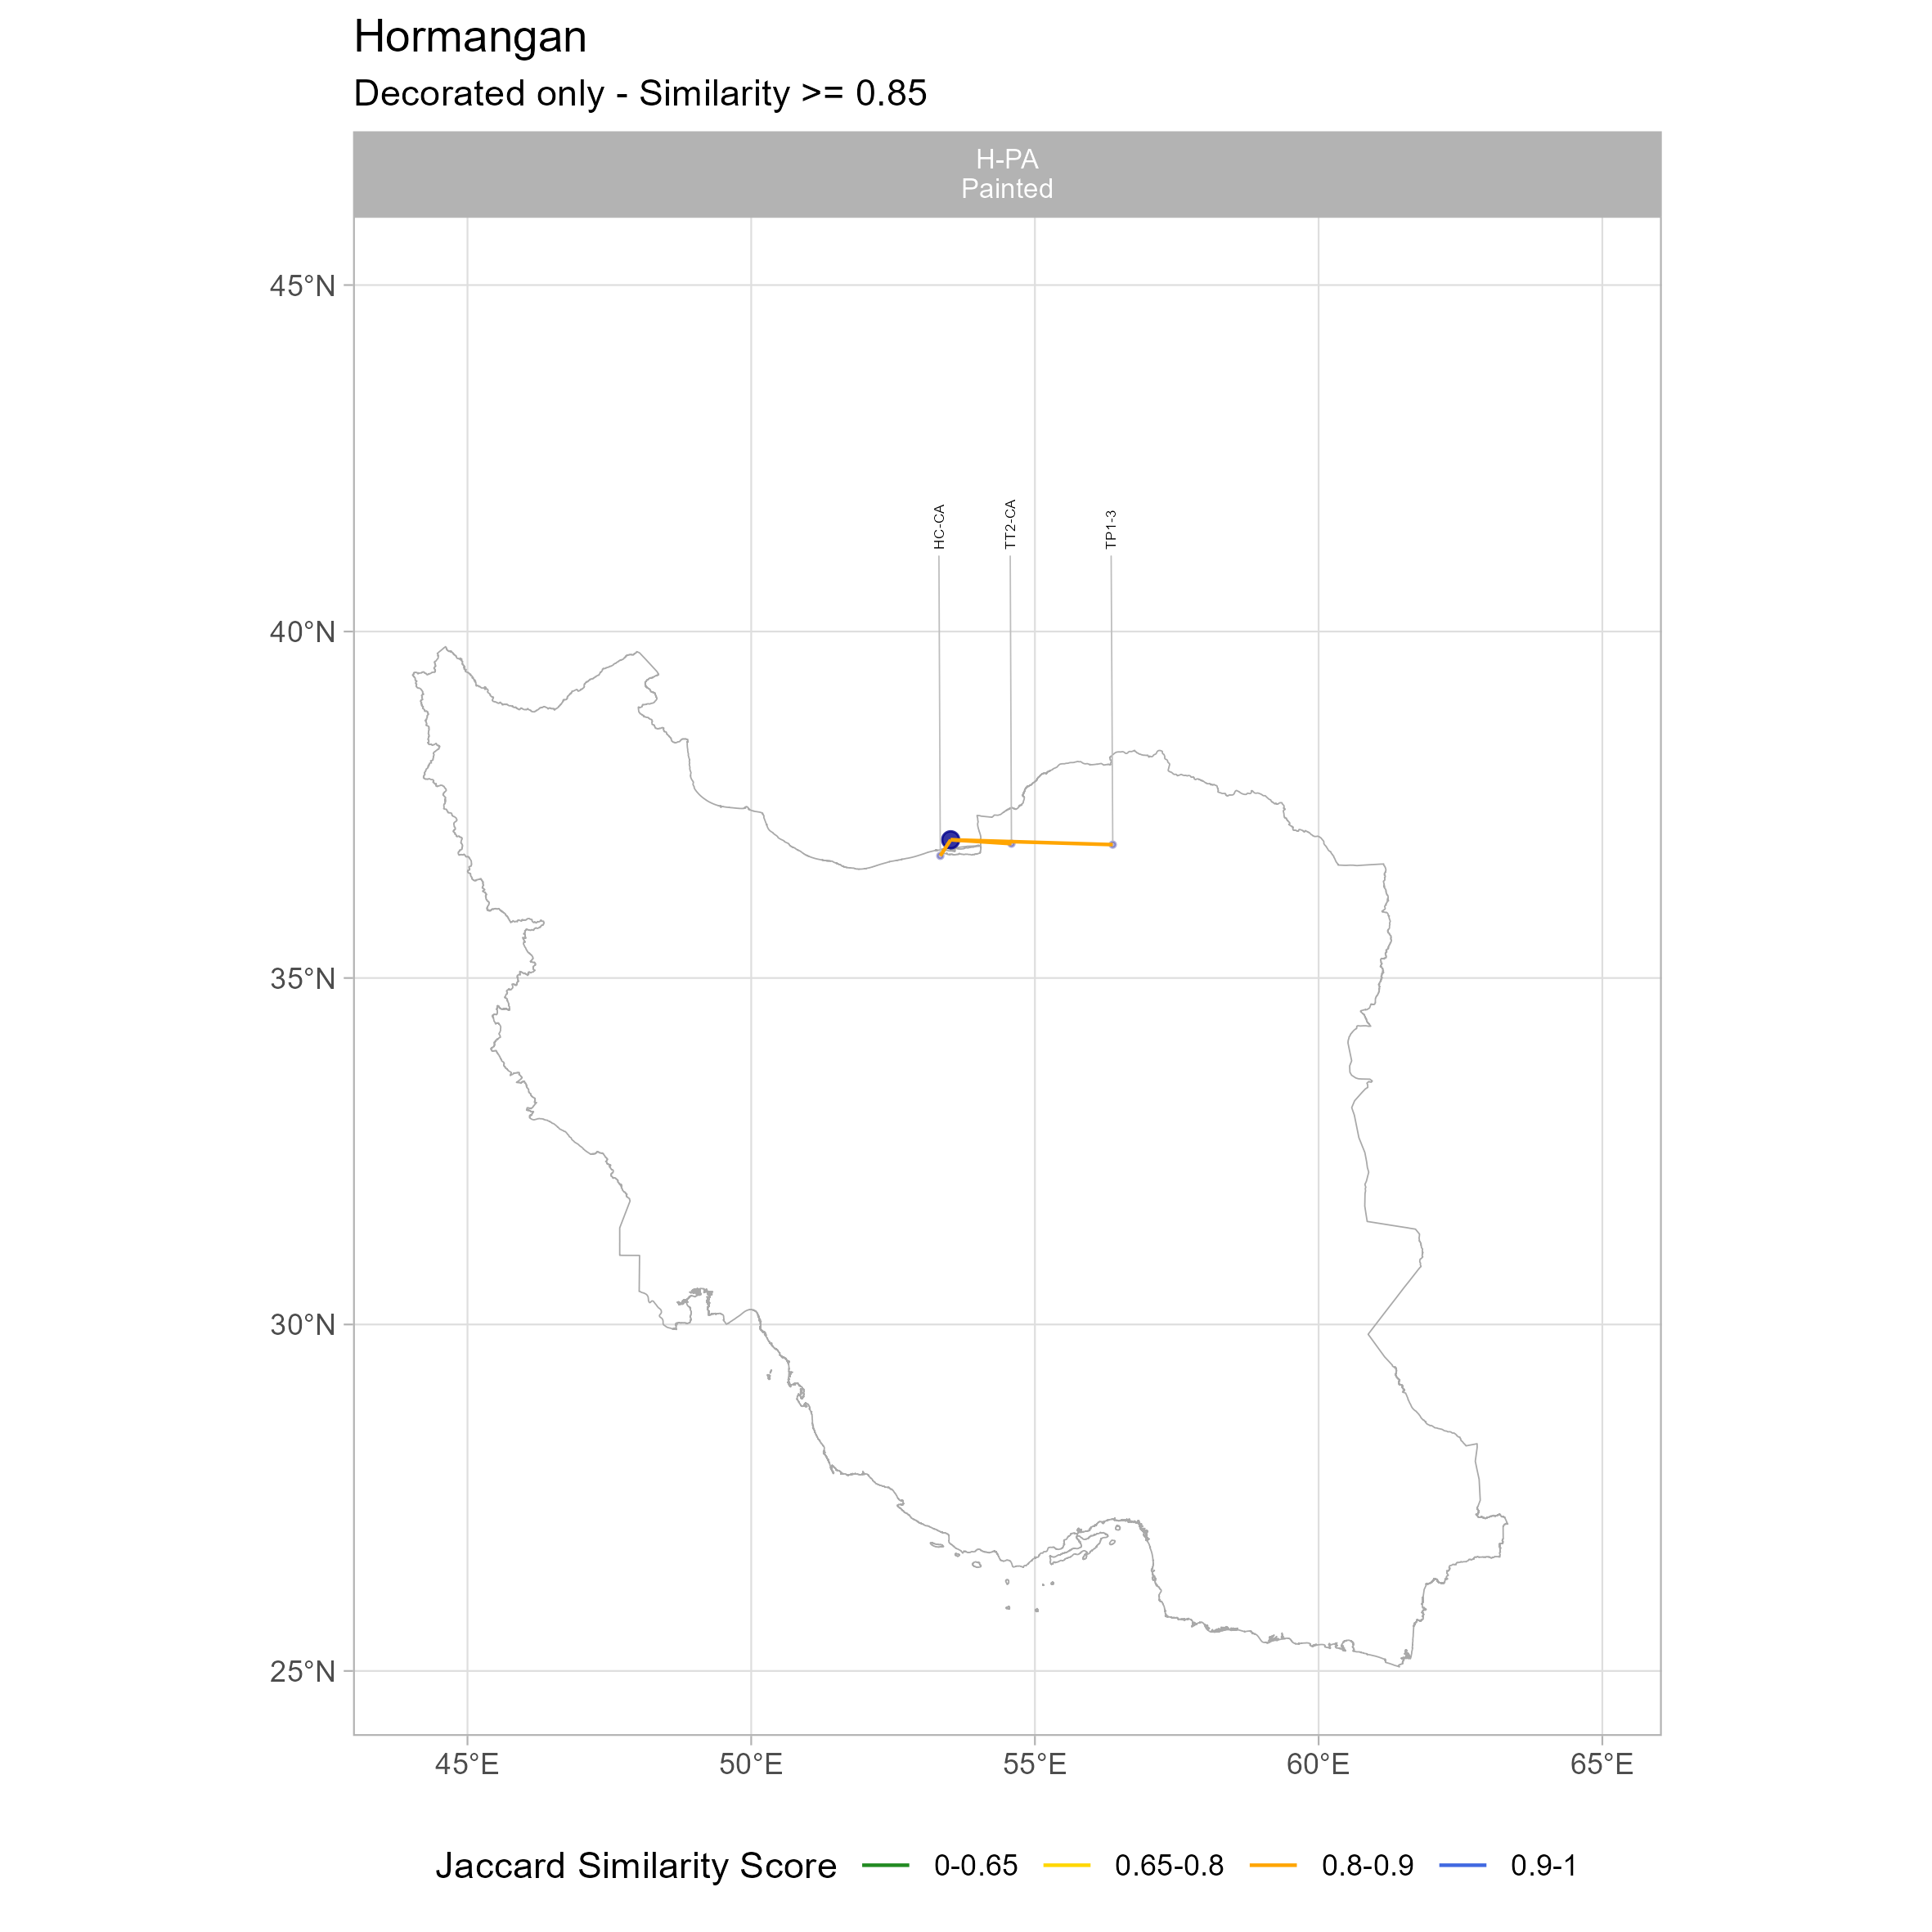 Hormangan
Decorated only - Similarity >= 0.85
H-PA
Painted
45°N
40°N
35°N
30°N
25°N
HC-CA
TT2-CA
TP1-3
45°E
50°E
55°E
60°E
65°E
Jaccard Similarity Score
0-0.65
0.65-0.8
0.8-0.9
0.9-1